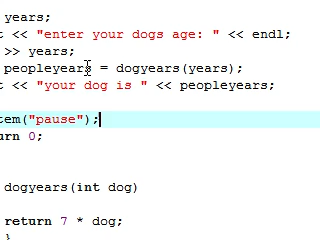 years;
t << "enter your dogs age: " << endl;
>> years;
peopleyears = dogyears(years);
t << "your dog is " << peopleyears;
tem("pause");
urn 0;
dogyears(int dog)
return 7 * dog;
}